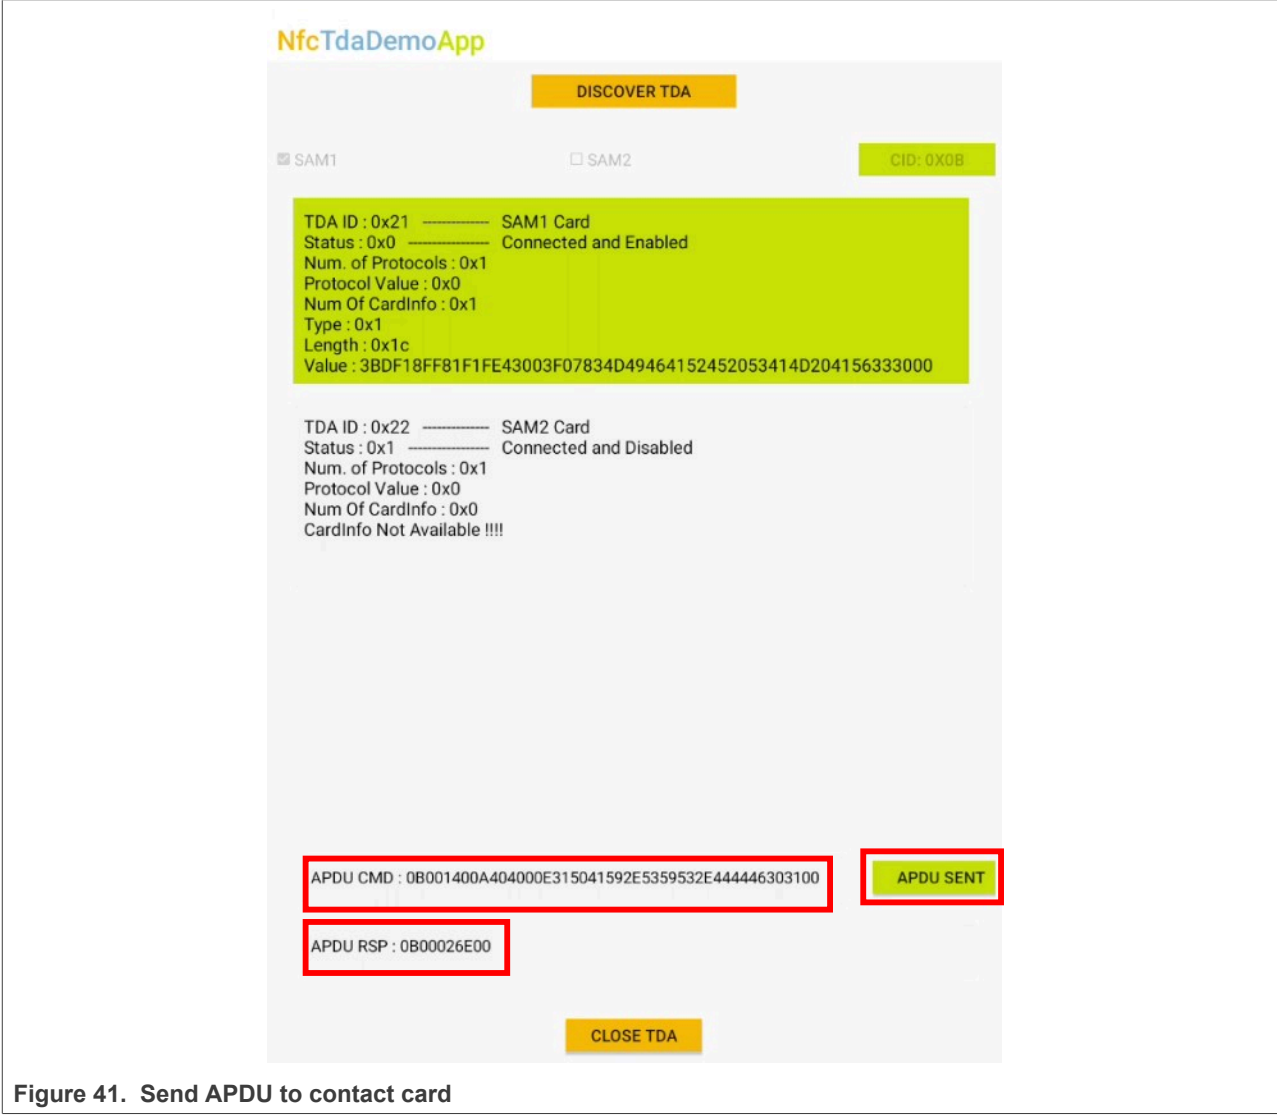 NfcTdaDemoApp
DISCOVER TDA
SAM1 SAM2 CID: 0X0B
TDA ID : 0x21 ------------- SAM1 Card
Status : 0x0 ---------------- Connected and Enabled
Num. of Protocols : 0x1
Protocol Value : 0x0
Num Of CardInfo : 0x1
Type : 0x1
Length : 0x1c
Value : 3BDF18FF81F1FE43003F07834D49464152452053414D204156333000
TDA ID : 0x22 ------------- SAM2 Card
Status : 0x1 ---------------- Connected and Disabled
Num. of Protocols : 0x1
Protocol Value : 0x0
Num Of CardInfo : 0x0
CardInfo Not Available !!!!
APDU CMD : 0B001400A404000E315041592E5359532E444446303100 APDU SENT
APDU RSP : 0B00026E00
CLOSE TDA
Figure 41. Send APDU to contact card